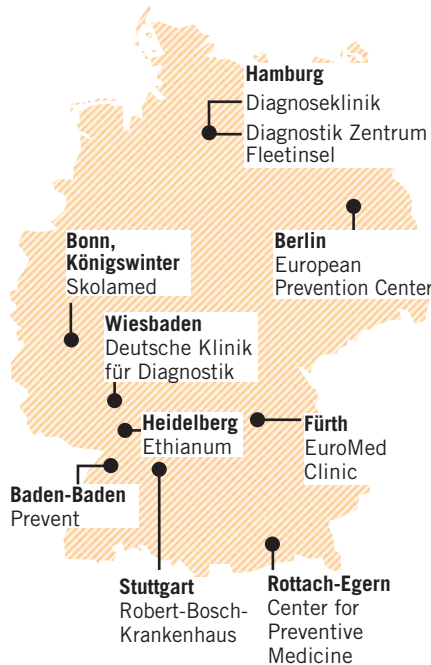 Hamburg
Diagnoseklinik
Diagnostik Zentrum
Fleetinsel
Berlin
European
Prevention Center
Bonn,
Königswinter
Skolamed
Wiesbaden
Deutsche Klinik
für Diagnostik
Heidelberg
Ethianum
Fürth
EuroMed
Clinic
Baden-Baden
Prevent
Stuttgart
Robert-Bosch-
Krankenhaus
Rottach-Egern
Center for
Preventive
Medicine